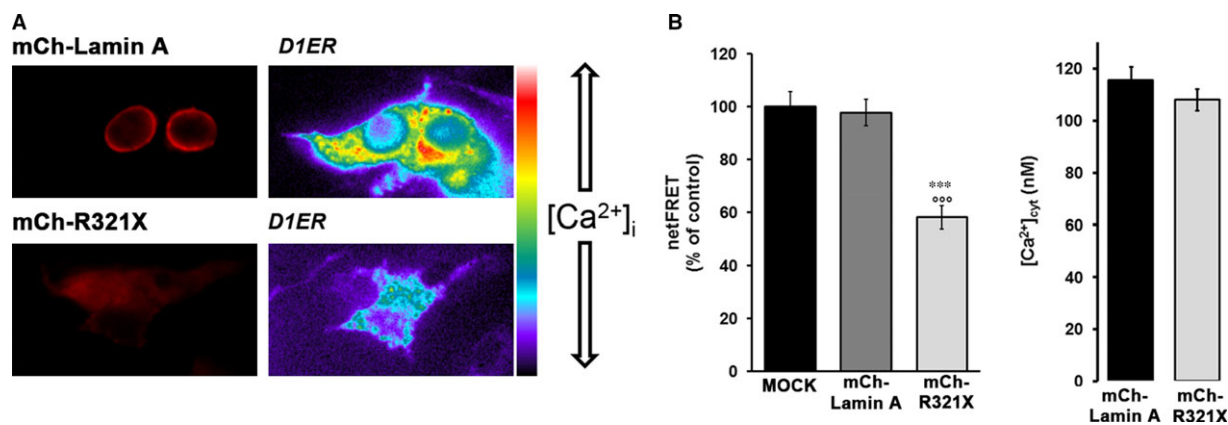 A
mCh-Lamin A
D1ER
mCh-R321X
D1ER
[Ca²⁺]ᵢ
B
netFRET
(% of control)
120
100
80
60
40
20
0
***
°°°
MOCK
mCh-
Lamin A
mCh-
R321X
[Ca²⁺]cyt (nM)
120
100
80
60
40
20
0
mCh-
Lamin A
mCh-
R321X